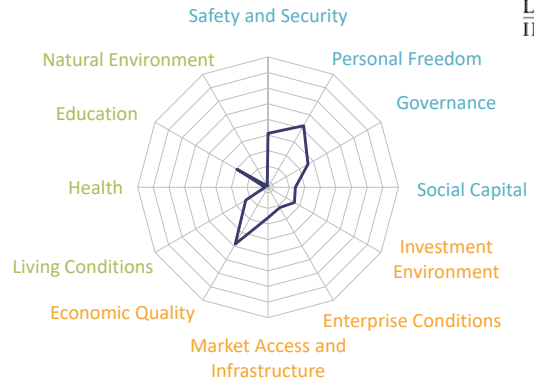 Safety and Security
Natural Environment
Personal Freedom
Education
Governance
Health
Social Capital
Living Conditions
Investment
Environment
Economic Quality
Enterprise Conditions
Market Access and
Infrastructure